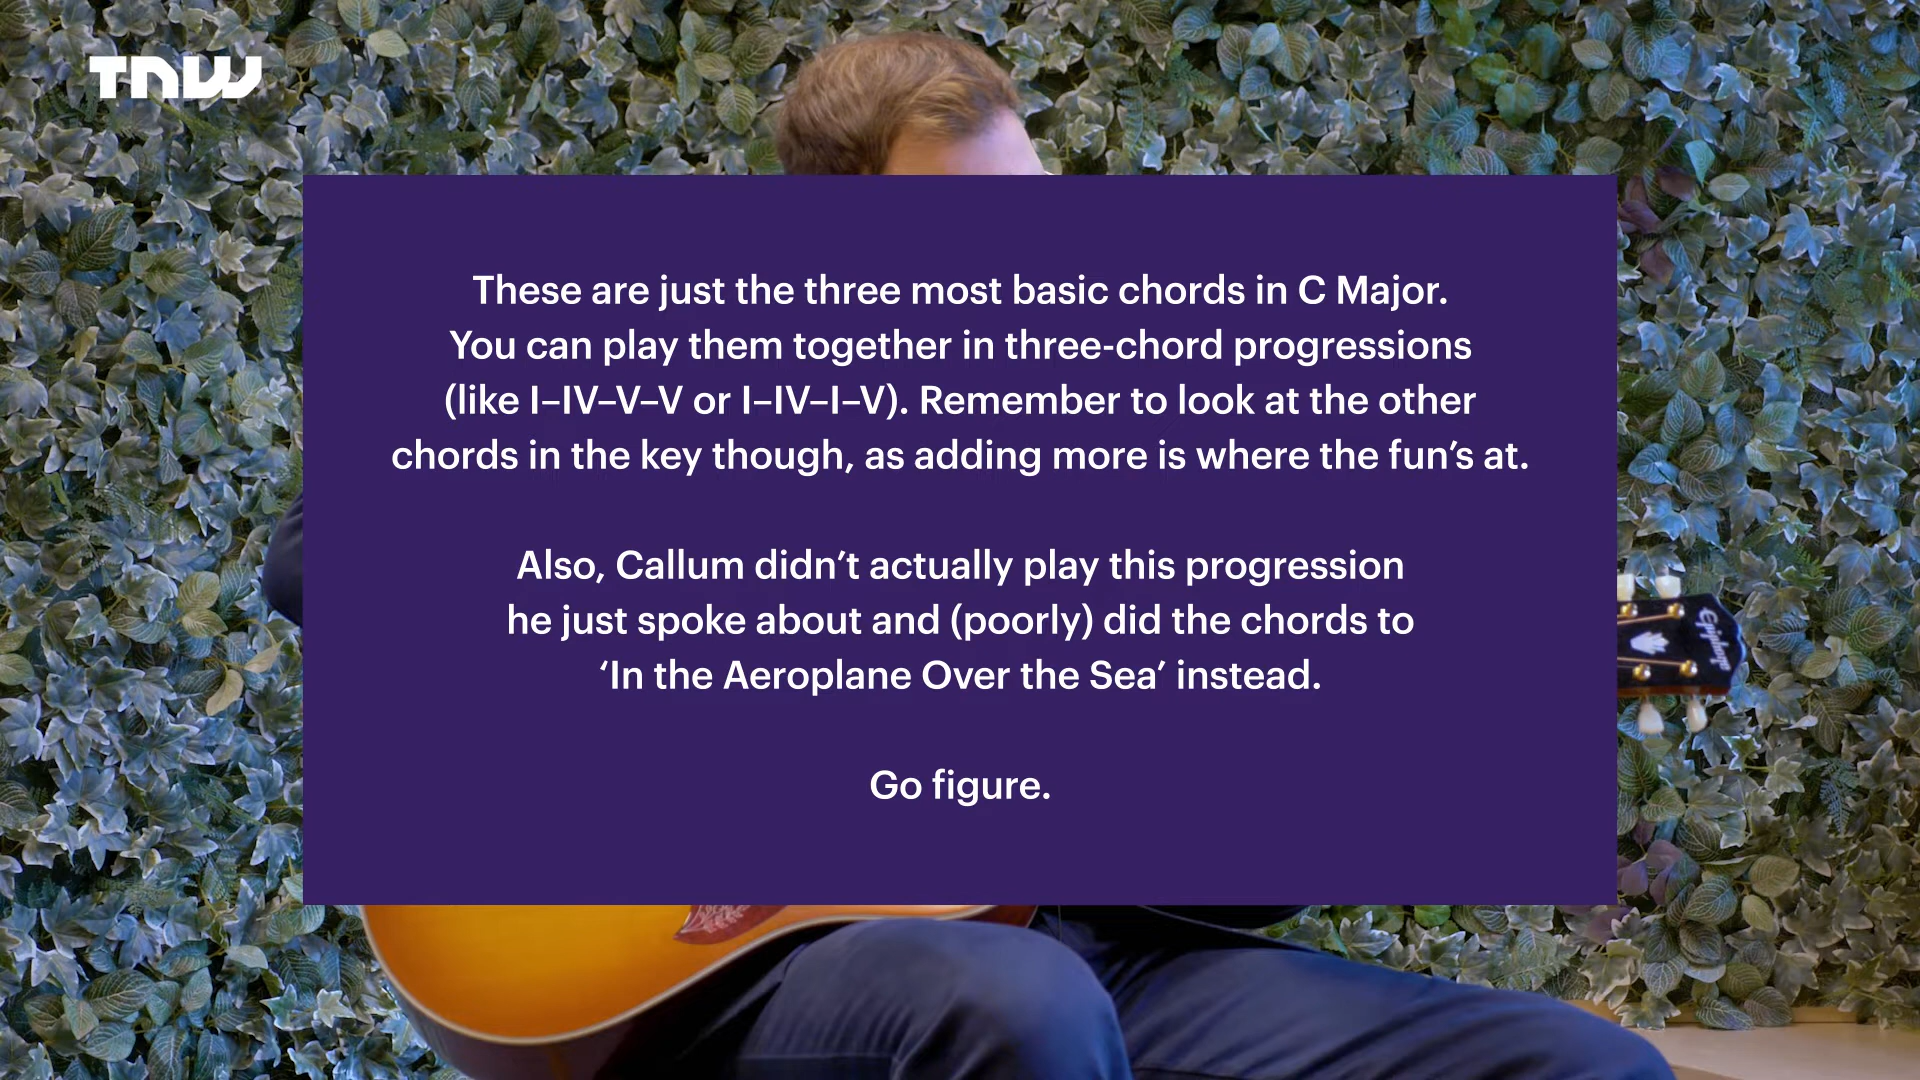 TNW
These are just the three most basic chords in C Major.
You can play them together in three-chord progressions
(like I–IV–V–V or I–IV–I–V). Remember to look at the other
chords in the key though, as adding more is where the fun’s at.
Also, Callum didn’t actually play this progression
he just spoke about and (poorly) did the chords to
‘In the Aeroplane Over the Sea’ instead.
Go figure.
Epiphone